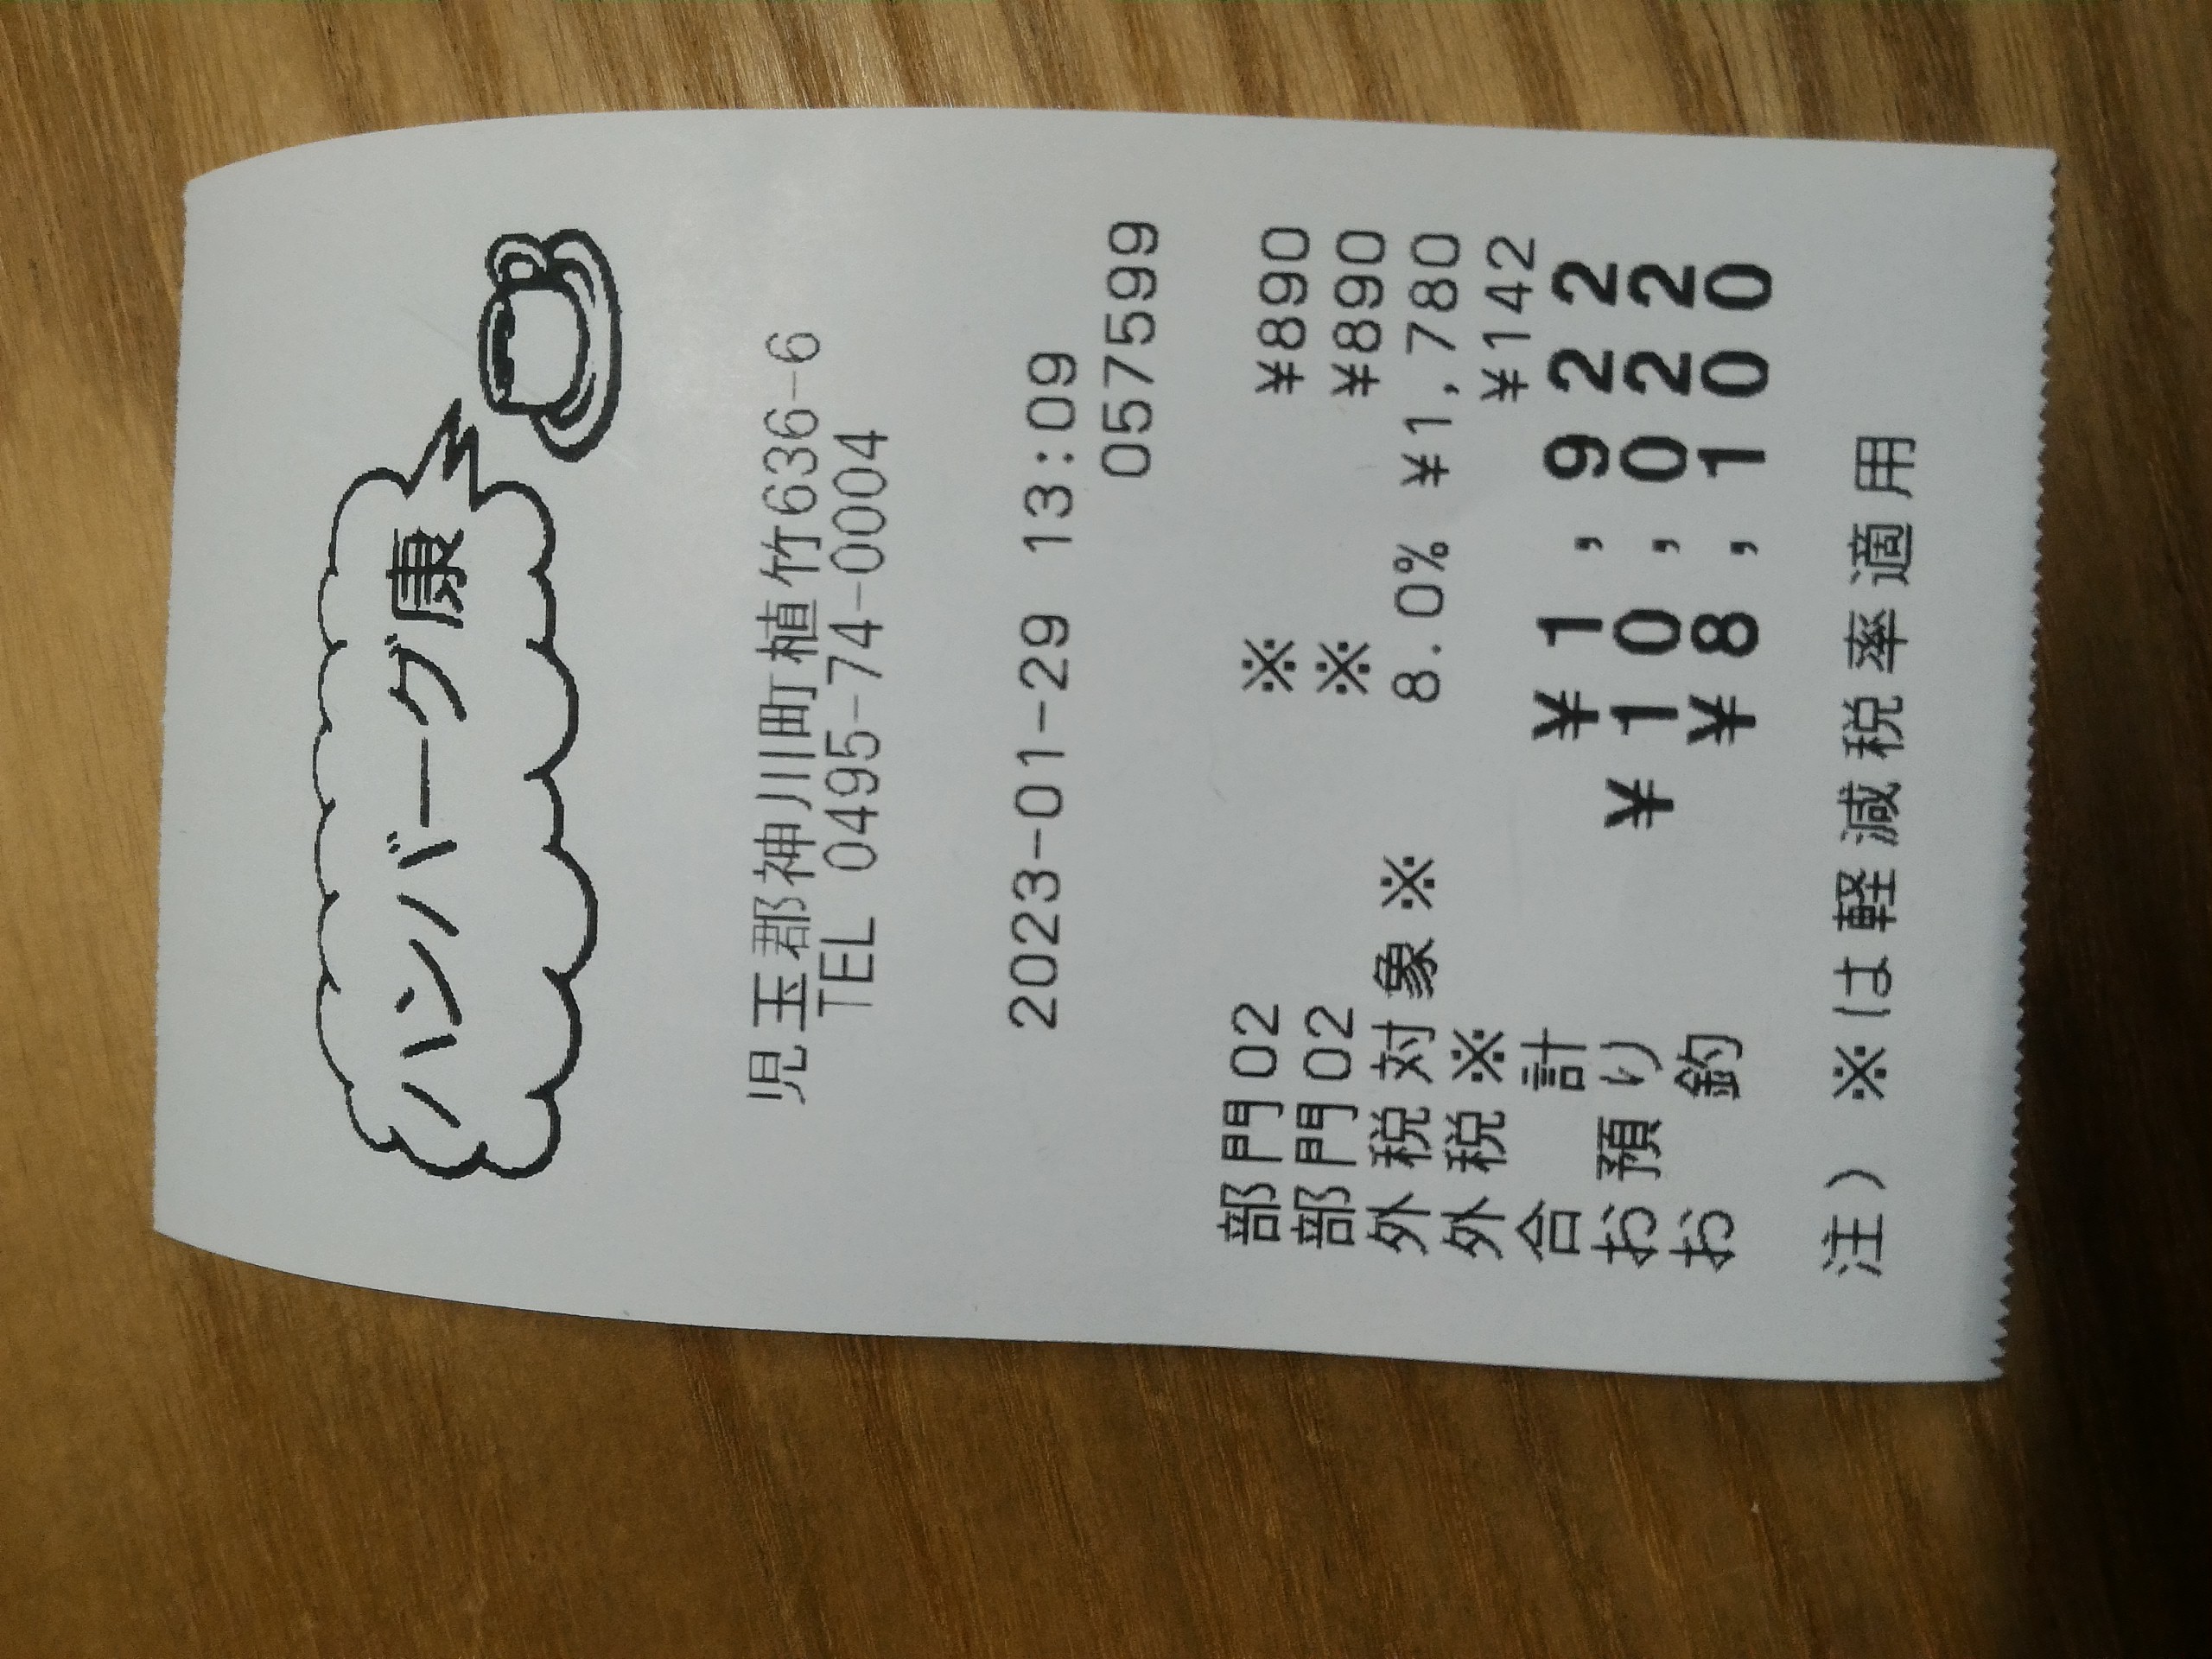 ハンバーグ康
児玉郡神川町植竹636-6
TEL 0495-74-0004
2023-01-29 13:09
057599
部門02 ※ ¥890
部門02 ※ ¥890
外税対象※ 8.0% ¥1,780
外税※ ¥142
合計 ¥1,922
お預り ¥10,022
お釣 ¥8,100
注) ※は軽減税率適用